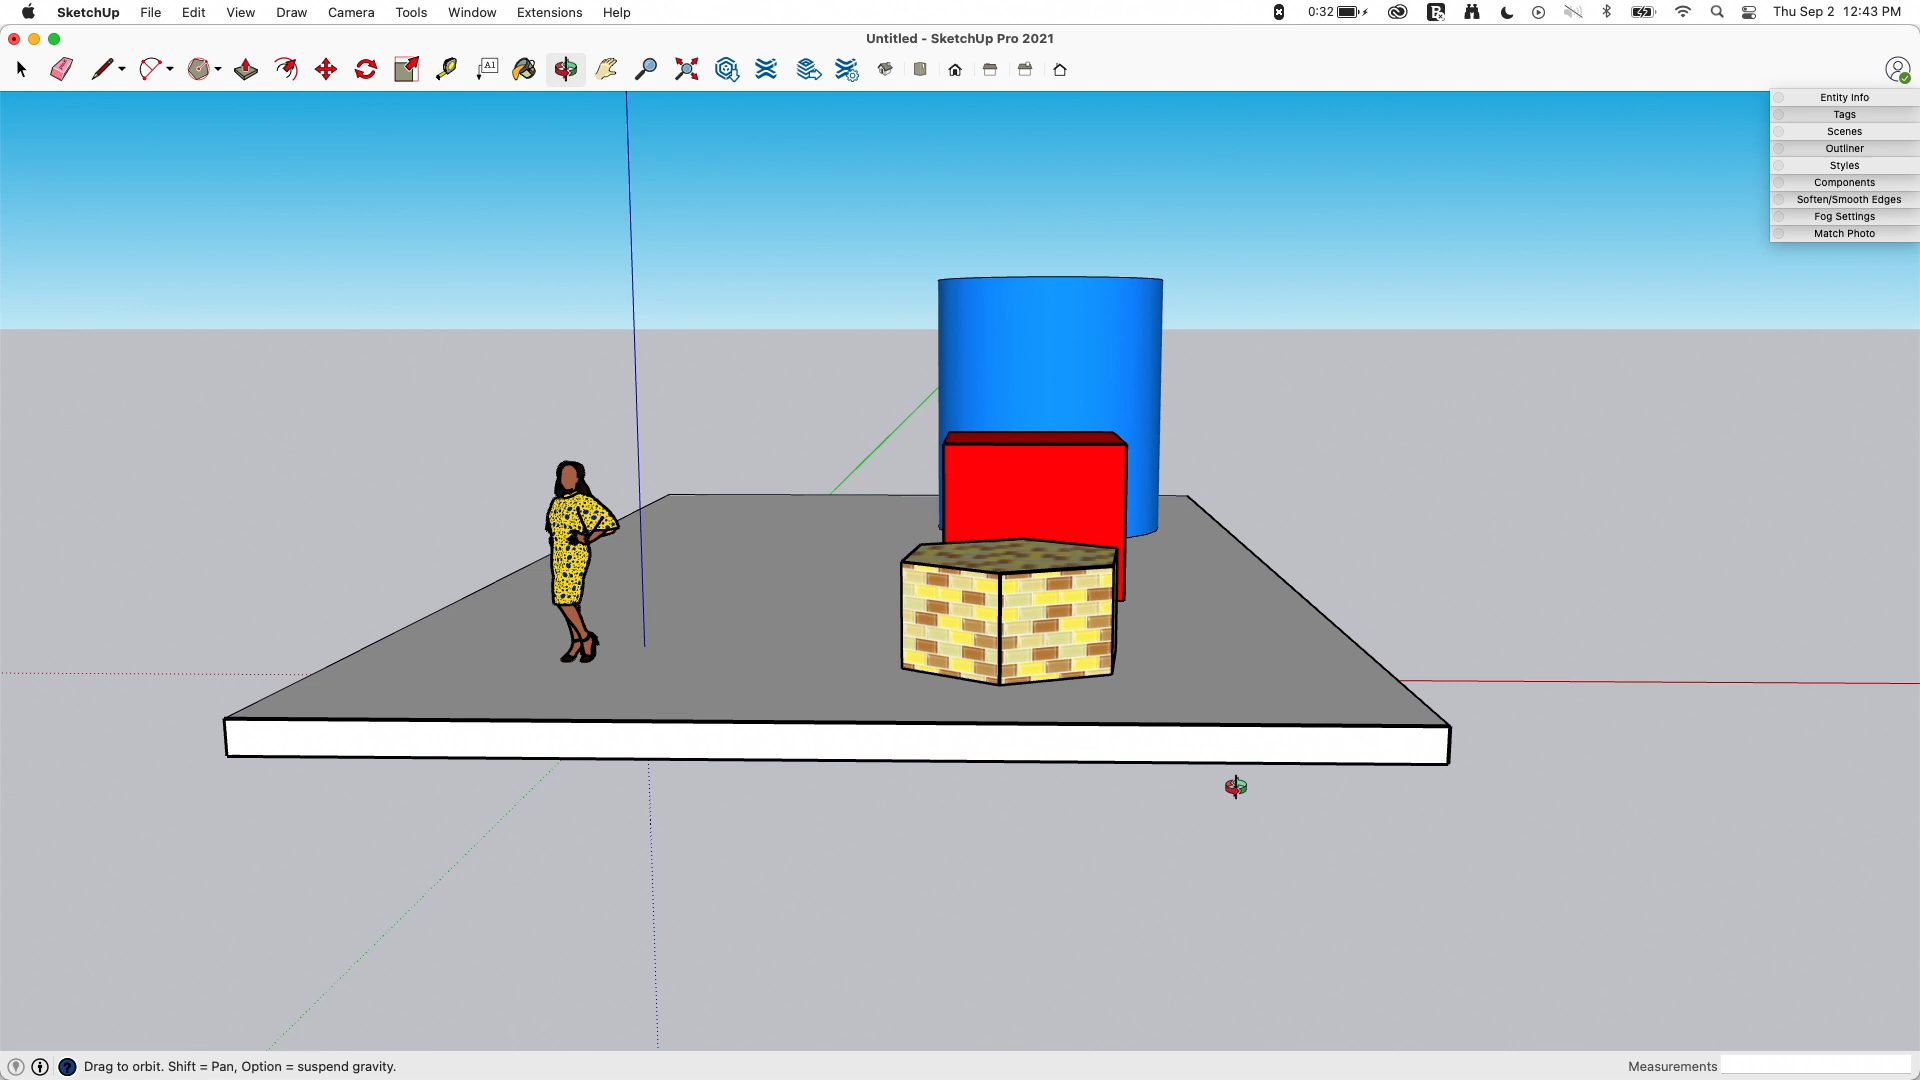 SketchUp File Edit View Draw Camera Tools Window Extensions Help 0:32 Thu Sep 2 12:43 PM
Untitled - SketchUp Pro 2021
A1
Entity Info
Tags
Scenes
Outliner
Styles
Components
Soften/Smooth Edges
Fog Settings
Match Photo
Drag to orbit. Shift = Pan, Option = suspend gravity. Measurements